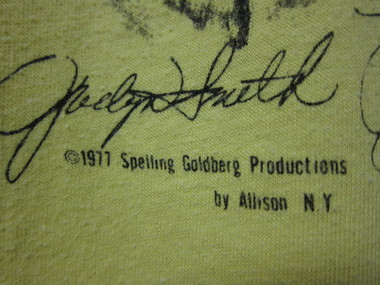 Jaclyn Smith
©1977 Spelling Goldberg Productions
by Allison N.Y.